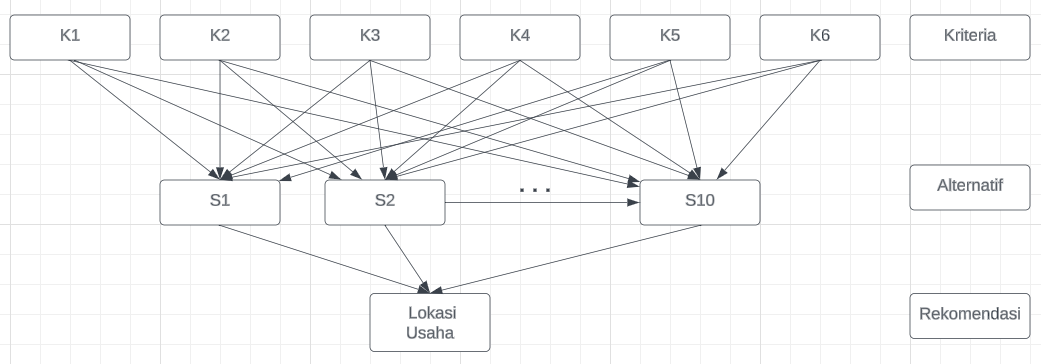 K1
K2
K3
K4
K5
K6
Kriteria
S1
S2
...
S10
Alternatif
Lokasi
Usaha
Rekomendasi